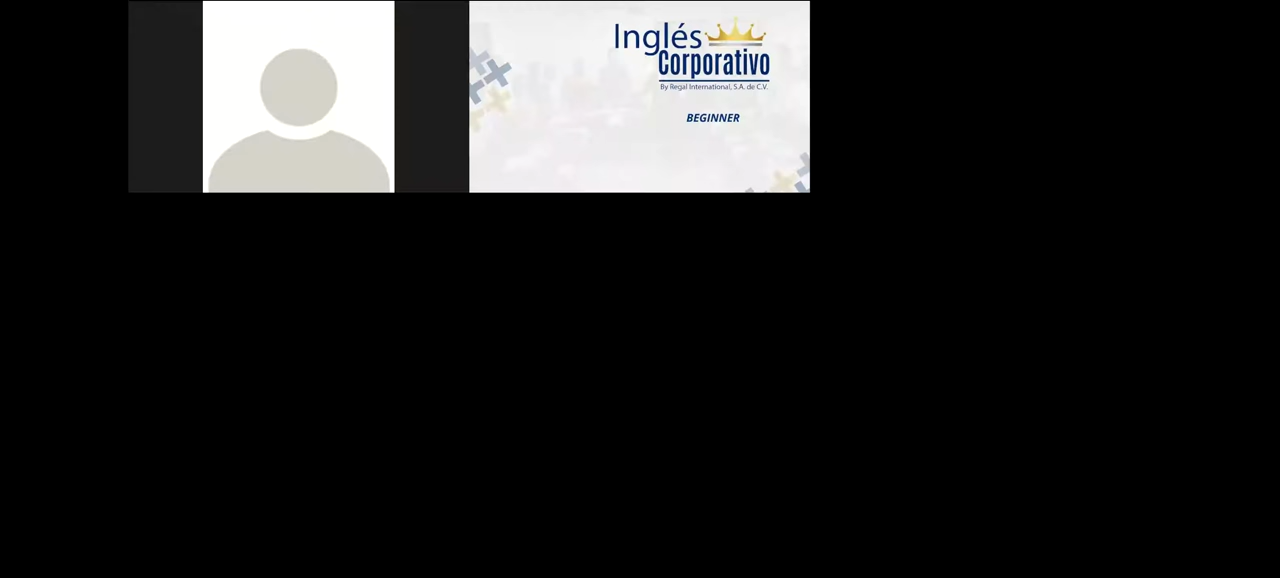 Inglés
Corporativo
By Regal International, S.A. de C.V.
BEGINNER